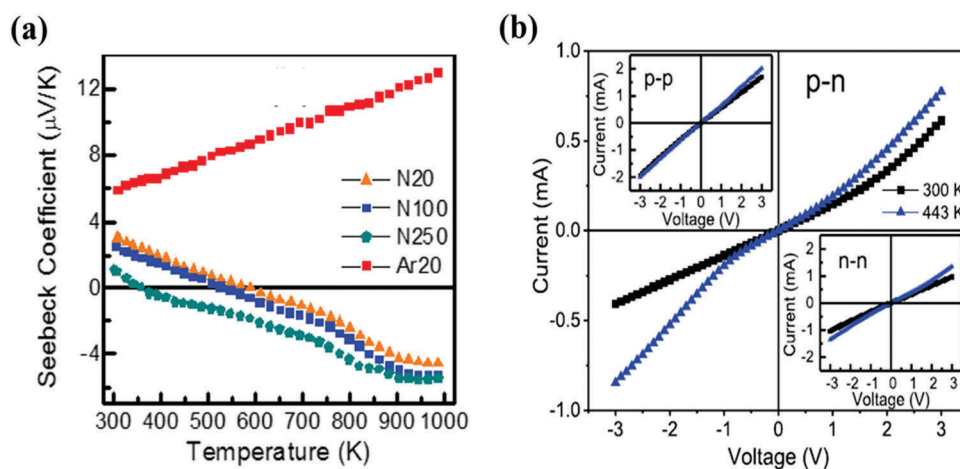 (a)
Seebeck Coefficient (μV/K)
12
8
4
0
-4
N20
N100
N250
Ar20
300 400 500 600 700 800 900 1000
Temperature (K)
(b)
Current (mA)
1.0
0.5
0.0
-0.5
-1.0
p-n
300 K
443 K
-3 -2 -1 0 1 2 3
Voltage (V)
p-p
Current (mA)
2
1
0
-1
-2
-3 -2 -1 0 1 2 3
Voltage (V)
n-n
Current (mA)
2
1
0
-1
-2
-3 -2 -1 0 1 2 3
Voltage (V)